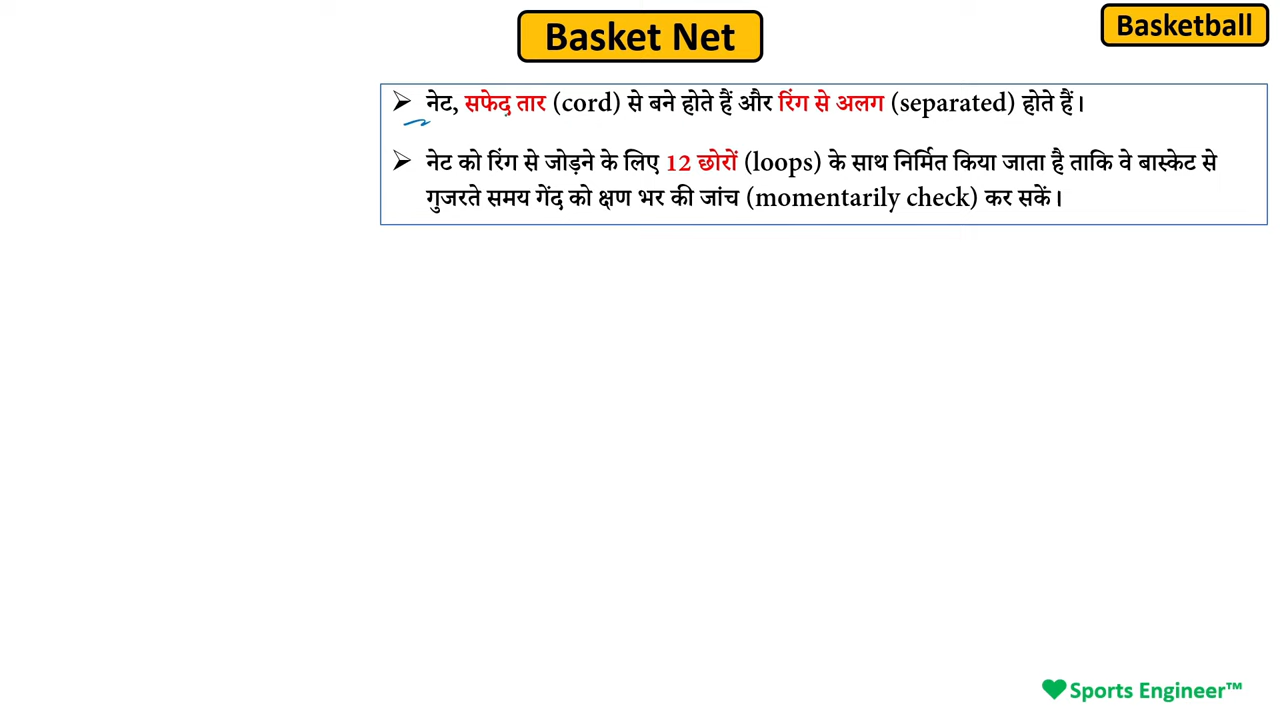 Basket Net
Basketball
➢ नेट, सफेद तार (cord) से बने होते हैं और रिंग से अलग (separated) होते हैं।
➢ नेट को रिंग से जोड़ने के लिए 12 छोरों (loops) के साथ निर्मित किया जाता है ताकि वे बास्केट से
गुजरते समय गेंद को क्षण भर की जांच (momentarily check) कर सकें।
Sports Engineer™